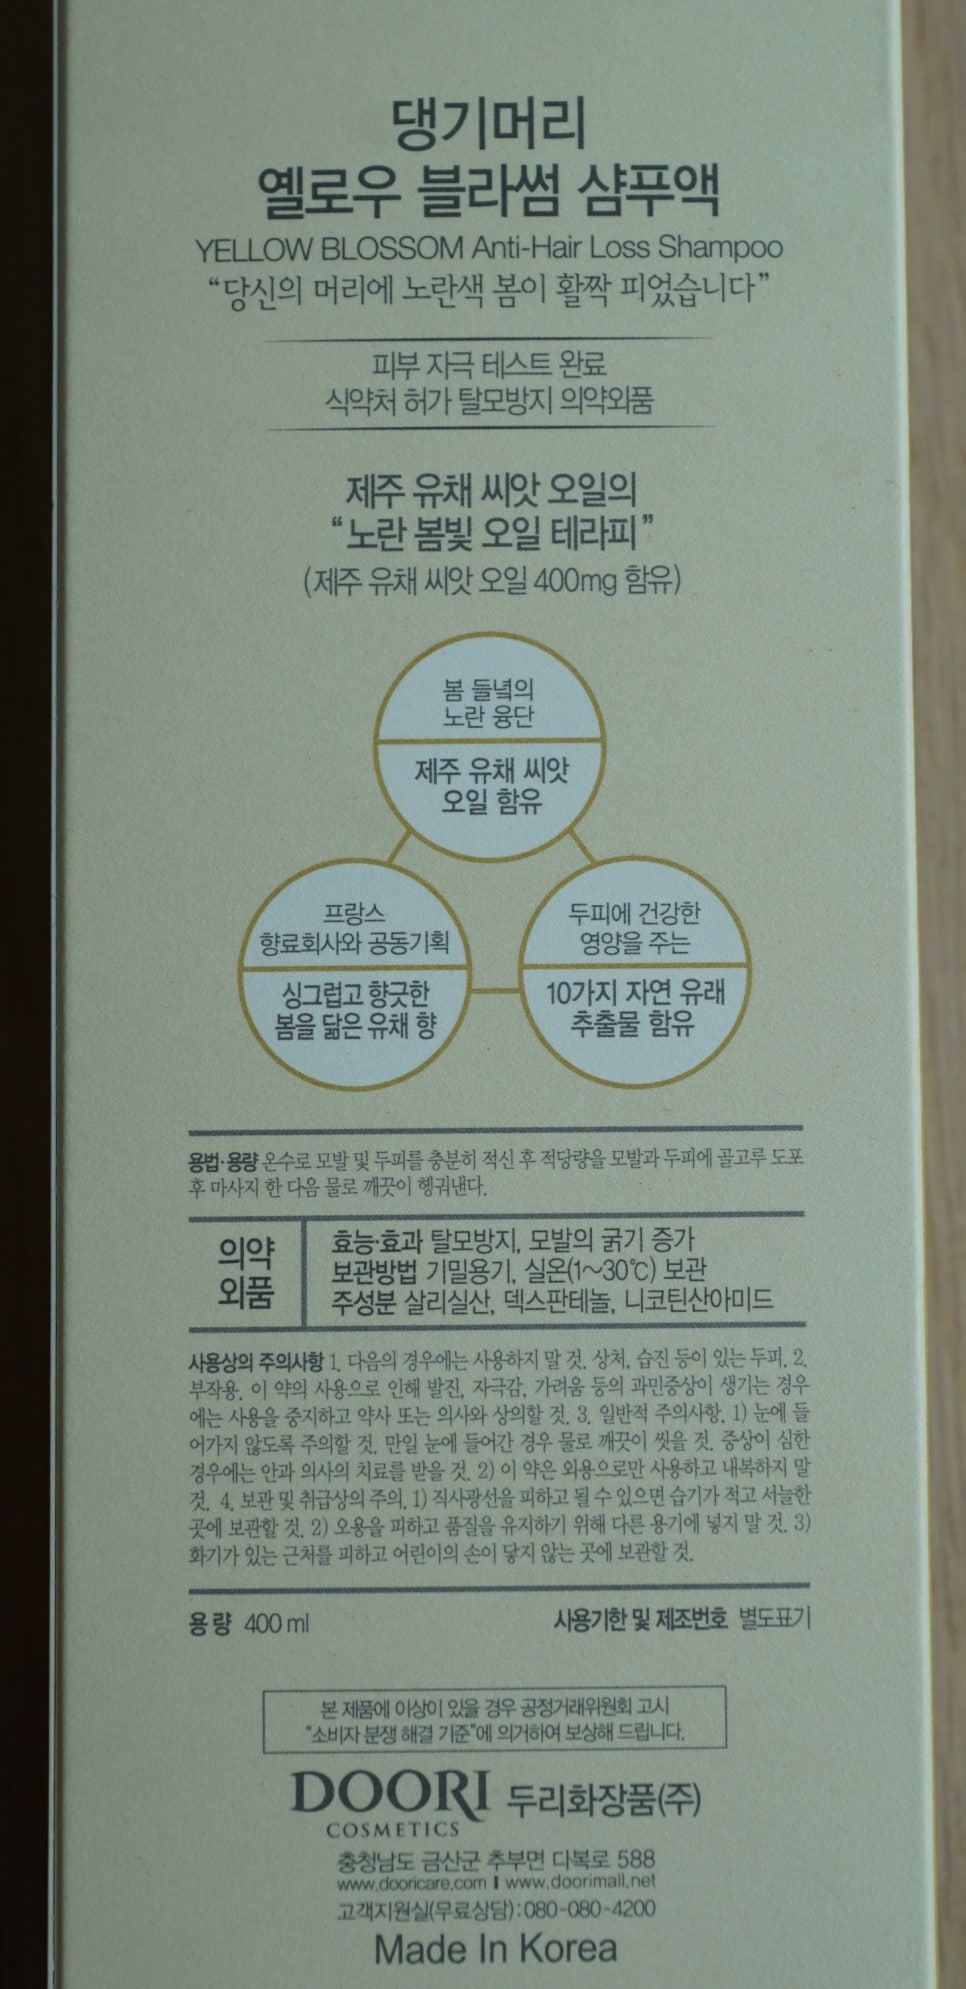 댕기머리
옐로우 블라썸 샴푸액
YELLOW BLOSSOM Anti-Hair Loss Shampoo
“당신의 머리에 노란색 봄이 활짝 피었습니다”
피부 자극 테스트 완료
식약처 허가 탈모방지 의약외품
제주 유채 씨앗 오일의
“노란 봄빛 오일 테라피”
(제주 유채 씨앗 오일 400mg 함유)
봄 들녘의
노란 융단
제주 유채 씨앗
오일 함유
프랑스
향료회사와 공동기획
싱그럽고 향긋한
봄을 닮은 유채 향
두피에 건강한
영양을 주는
10가지 자연 유래
추출물 함유
용법·용량 온수로 모발 및 두피를 충분히 적신 후 적당량을 모발과 두피에 골고루 도포
후 마사지 한 다음 물로 깨끗이 헹궈낸다.
의약
외품
효능·효과 탈모방지, 모발의 굵기 증가
보관방법 기밀용기, 실온(1~30℃) 보관
주성분 살리실산, 덱스판테놀, 니코틴산아미드
사용상의 주의사항 1. 다음의 경우에는 사용하지 말 것. 상처, 습진 등이 있는 두피. 2.
부작용. 이 약의 사용으로 인해 발진, 자극감, 가려움 등의 과민증상이 생기는 경우
에는 사용을 중지하고 약사 또는 의사와 상의할 것. 3. 일반적 주의사항. 1) 눈에 들
어가지 않도록 주의할 것. 만일 눈에 들어간 경우 물로 깨끗이 씻을 것. 증상이 심한
경우에는 안과 의사의 치료를 받을 것. 2) 이 약은 외용으로만 사용하고 내복하지 말
것. 4. 보관 및 취급상의 주의. 1) 직사광선을 피하고 될 수 있으면 습기가 적고 서늘한
곳에 보관할 것. 2) 오용을 피하고 품질을 유지하기 위해 다른 용기에 넣지 말 것. 3)
화기가 있는 근처를 피하고 어린이의 손이 닿지 않는 곳에 보관할 것.
용량 400 ml
사용기한 및 제조번호 별도표기
본 제품에 이상이 있을 경우 공정거래위원회 고시
“소비자 분쟁 해결 기준”에 의거하여 보상해 드립니다.
DOORI 두리화장품(주)
COSMETICS
충청남도 금산군 추부면 다복로 588
www.dooricare.com | www.doorimall.net
고객지원실(무료상담):080-080-4200
Made In Korea